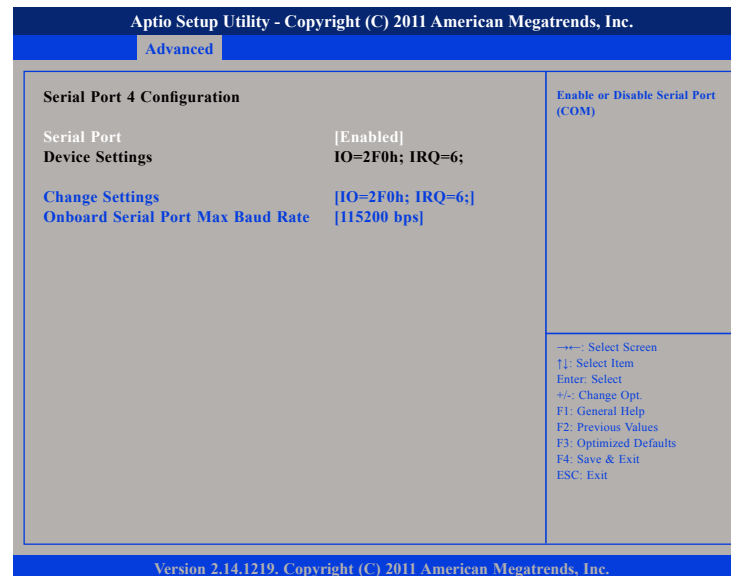 Aptio Setup Utility - Copyright (C) 2011 American Megatrends, Inc.
Advanced
Serial Port 4 Configuration
Serial Port [Enabled]
Device Settings IO=2F0h; IRQ=6;
Change Settings [IO=2F0h; IRQ=6;]
Onboard Serial Port Max Baud Rate [115200 bps]
Enable or Disable Serial Port
(COM)
→←: Select Screen
↑↓: Select Item
Enter: Select
+/-: Change Opt.
F1: General Help
F2: Previous Values
F3: Optimized Defaults
F4: Save & Exit
ESC: Exit
Version 2.14.1219. Copyright (C) 2011 American Megatrends, Inc.